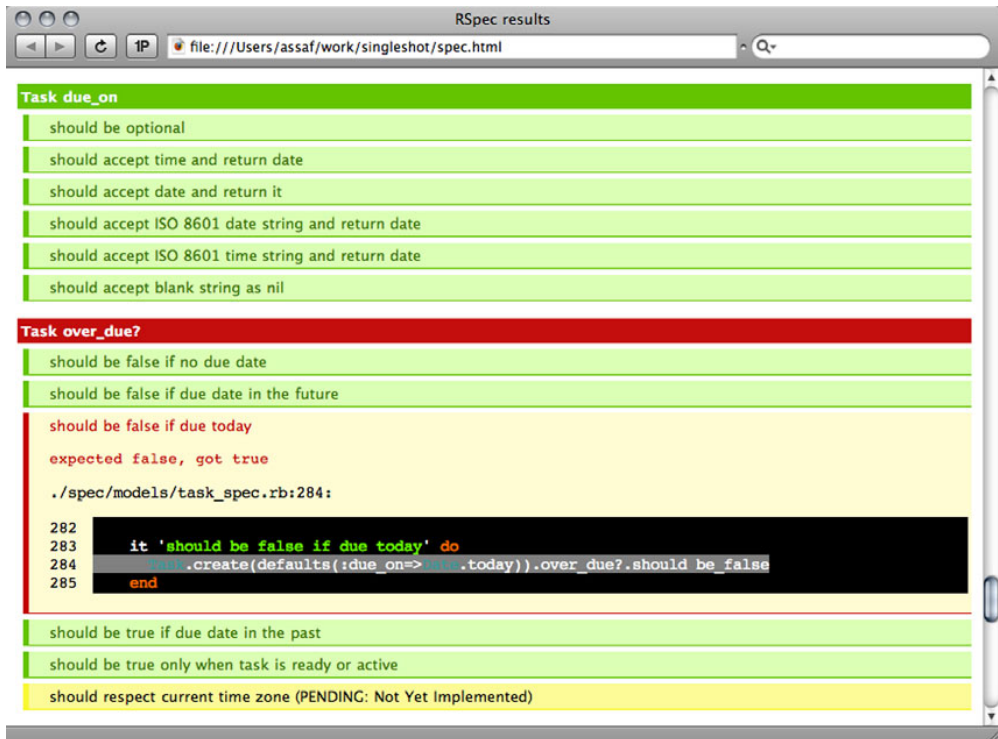 RSpec results
1P
file:///Users/assaf/work/singleshot/spec.html
Task due_on
should be optional
should accept time and return date
should accept date and return it
should accept ISO 8601 date string and return date
should accept ISO 8601 time string and return date
should accept blank string as nil
Task over_due?
should be false if no due date
should be false if due date in the future
should be false if due today
expected false, got true
./spec/models/task_spec.rb:284:
282
283 it 'should be false if due today' do
284 Task.create(defaults(:due_on=>Date.today)).over_due?.should be_false
285 end
should be true if due date in the past
should be true only when task is ready or active
should respect current time zone (PENDING: Not Yet Implemented)